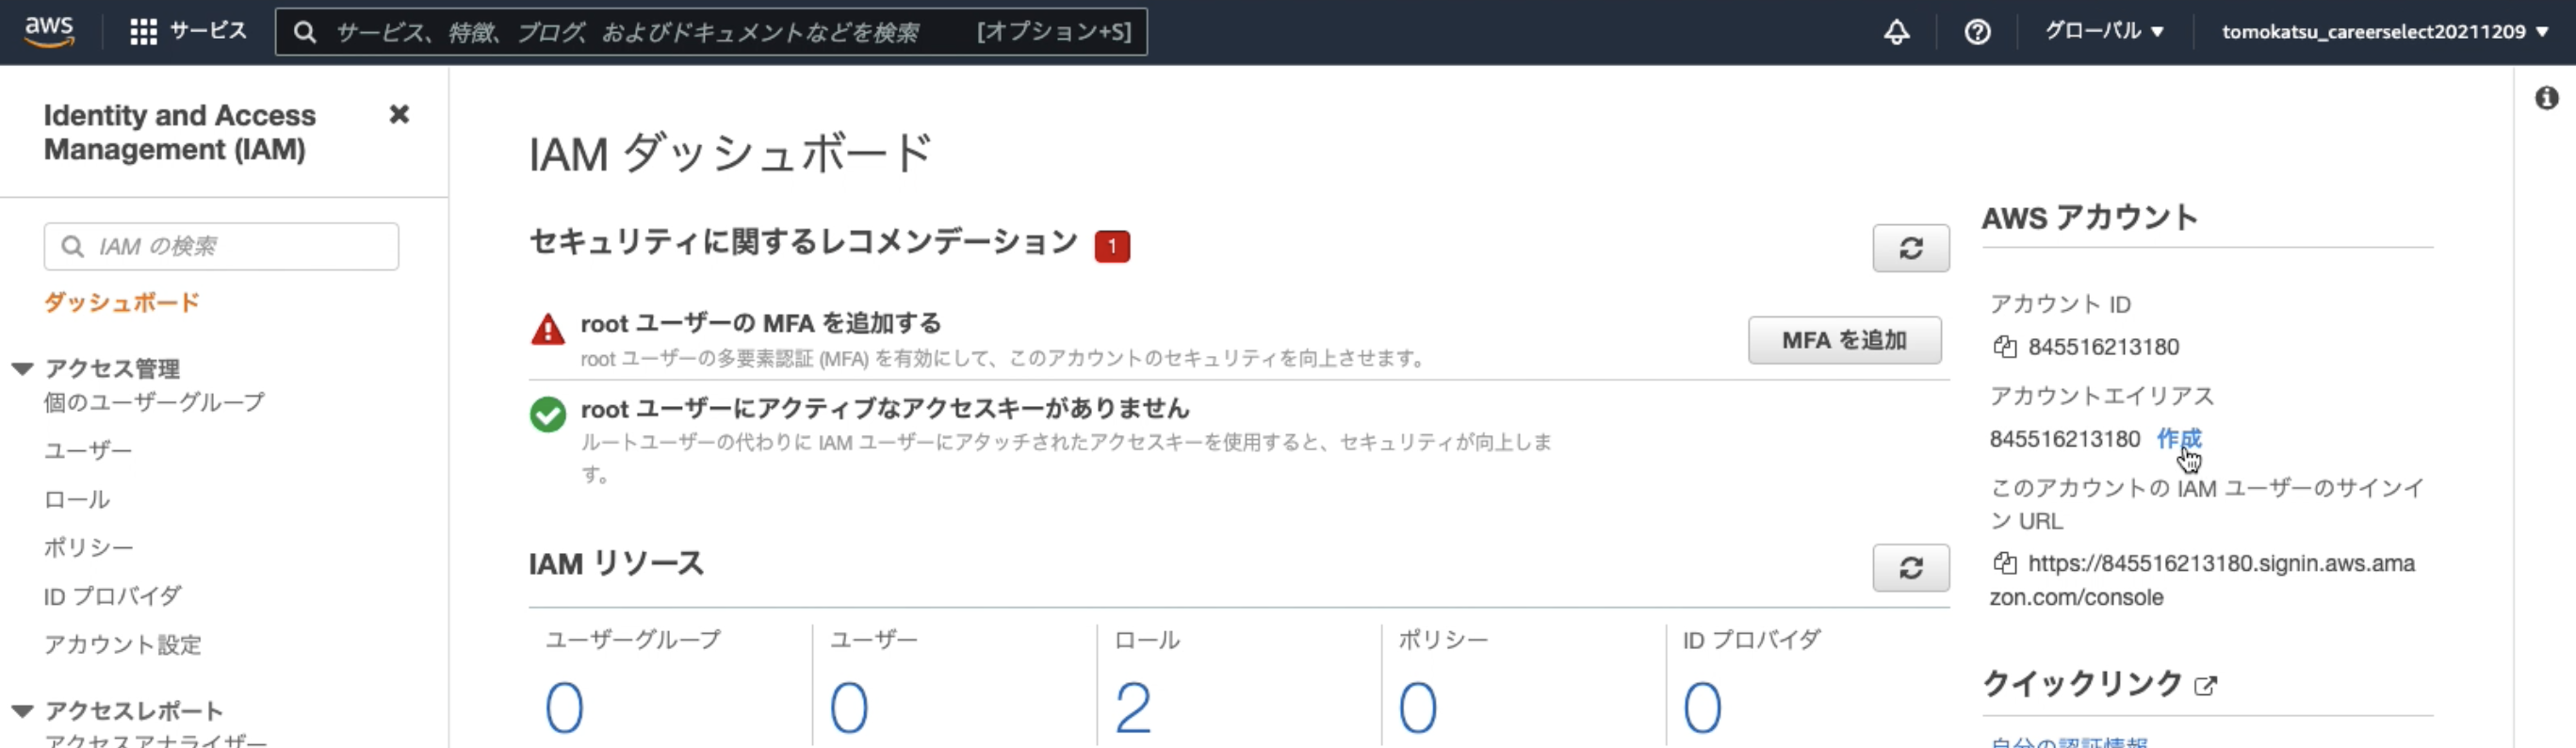 aws
サービス
サービス、特徴、ブログ、およびドキュメントなどを検索
[オプション+S]
グローバル ▼
tomokatsu_careerselect20211209 ▼
Identity and Access
Management (IAM)
IAM の検索
ダッシュボード
アクセス管理
個のユーザーグループ
ユーザー
ロール
ポリシー
ID プロバイダ
アカウント設定
アクセスレポート
アクセスアナライザー
IAM ダッシュボード
セキュリティに関するレコメンデーション 1
root ユーザーの MFA を追加する
root ユーザーの多要素認証 (MFA) を有効にして、このアカウントのセキュリティを向上させます。
MFA を追加
root ユーザーにアクティブなアクセスキーがありません
ルートユーザーの代わりに IAM ユーザーにアタッチされたアクセスキーを使用すると、セキュリティが向上しま
す。
IAM リソース
ユーザーグループ
0
ユーザー
0
ロール
2
ポリシー
0
ID プロバイダ
0
AWS アカウント
アカウント ID
845516213180
アカウントエイリアス
845516213180 作成
このアカウントの IAM ユーザーのサインイ
ン URL
https://845516213180.signin.aws.ama
zon.com/console
クイックリンク
自分の認証情報